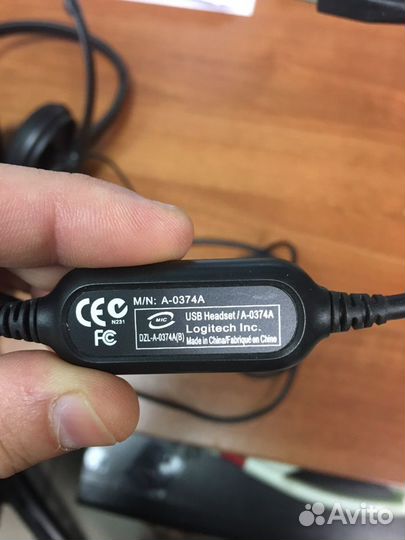 M/N: A-0374A
CE
N231
FC
MIC
DZL-A-0374A(B)
USB Headset/A-0374A
Logitech Inc.
Made in China/Fabriqué en Chine
Avito